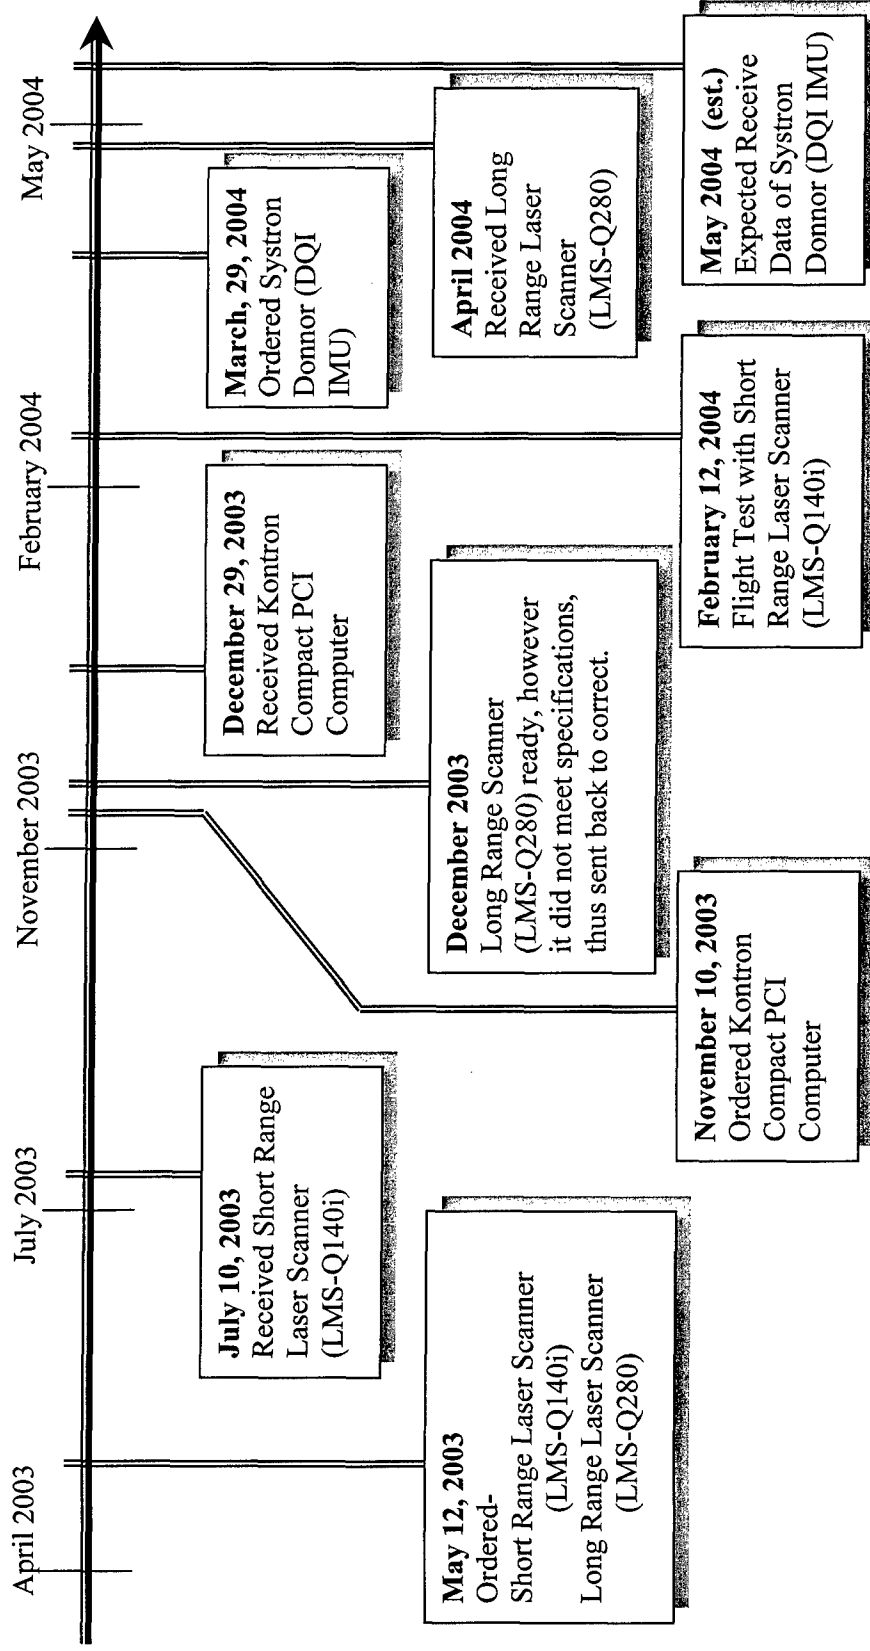 April 2003
July 2003
November 2003
February 2004
May 2004
July 10, 2003
Received Short Range
Laser Scanner
(LMS-Q140i)
December 29, 2003
Received Kontron
Compact PCI
Computer
March, 29, 2004
Ordered Systron
Donnor (DQI
IMU)
May 12, 2003
Ordered-
Short Range Laser Scanner
(LMS-Q140i)
Long Range Laser Scanner
(LMS-Q280)
December 2003
Long Range Scanner
(LMS-Q280) ready, however
it did not meet specifications,
thus sent back to correct.
April 2004
Received Long
Range Laser
Scanner
(LMS-Q280)
November 10, 2003
Ordered Kontron
Compact PCI
Computer
February 12, 2004
Flight Test with Short
Range Laser Scanner
(LMS-Q140i)
May 2004 (est.)
Expected Receive
Data of Systron
Donnor (DQI IMU)